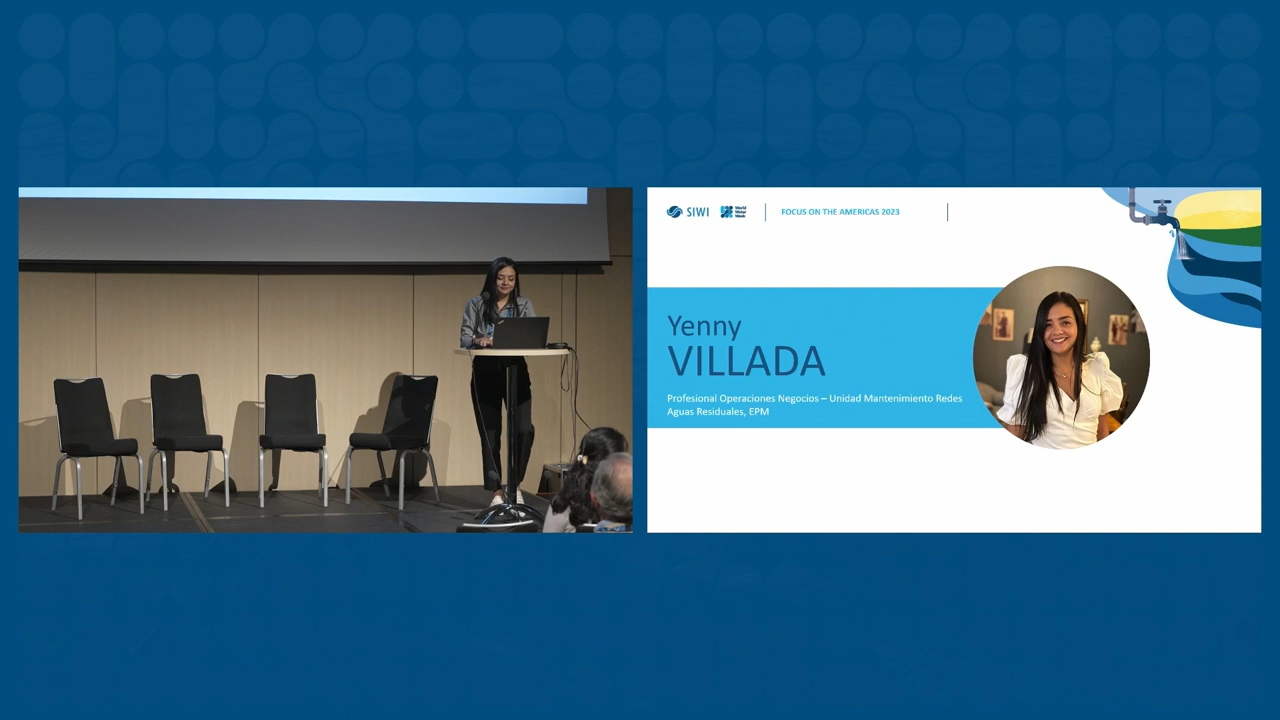 SIWI
World
Water
Week
FOCUS ON THE AMERICAS 2023
Yenny
VILLADA
Profesional Operaciones Negocios – Unidad Mantenimiento Redes
Aguas Residuales, EPM